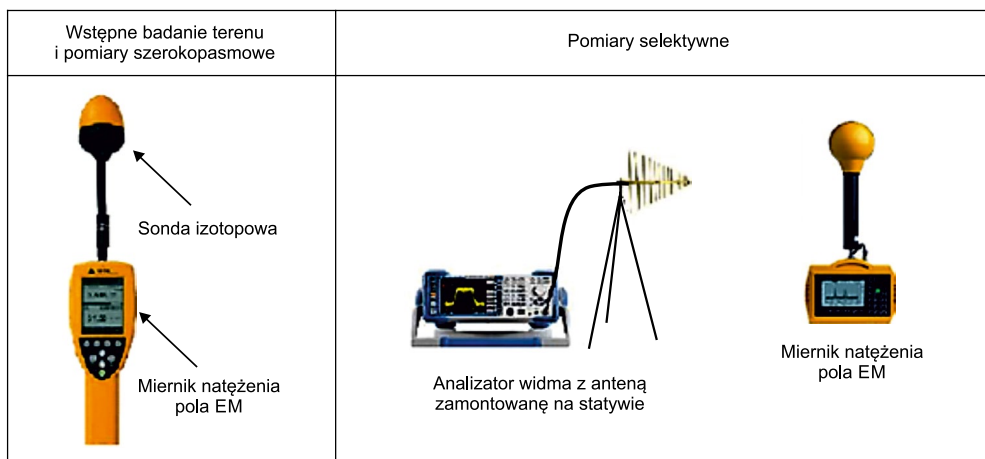 Wstępne badanie terenu
i pomiary szerokopasmowe
Pomiary selektywne
Sonda izotopowa
Miernik natężenia
pola EM
Analizator widma z anteną
zamontowanę na statywie
Miernik natężenia
pola EM